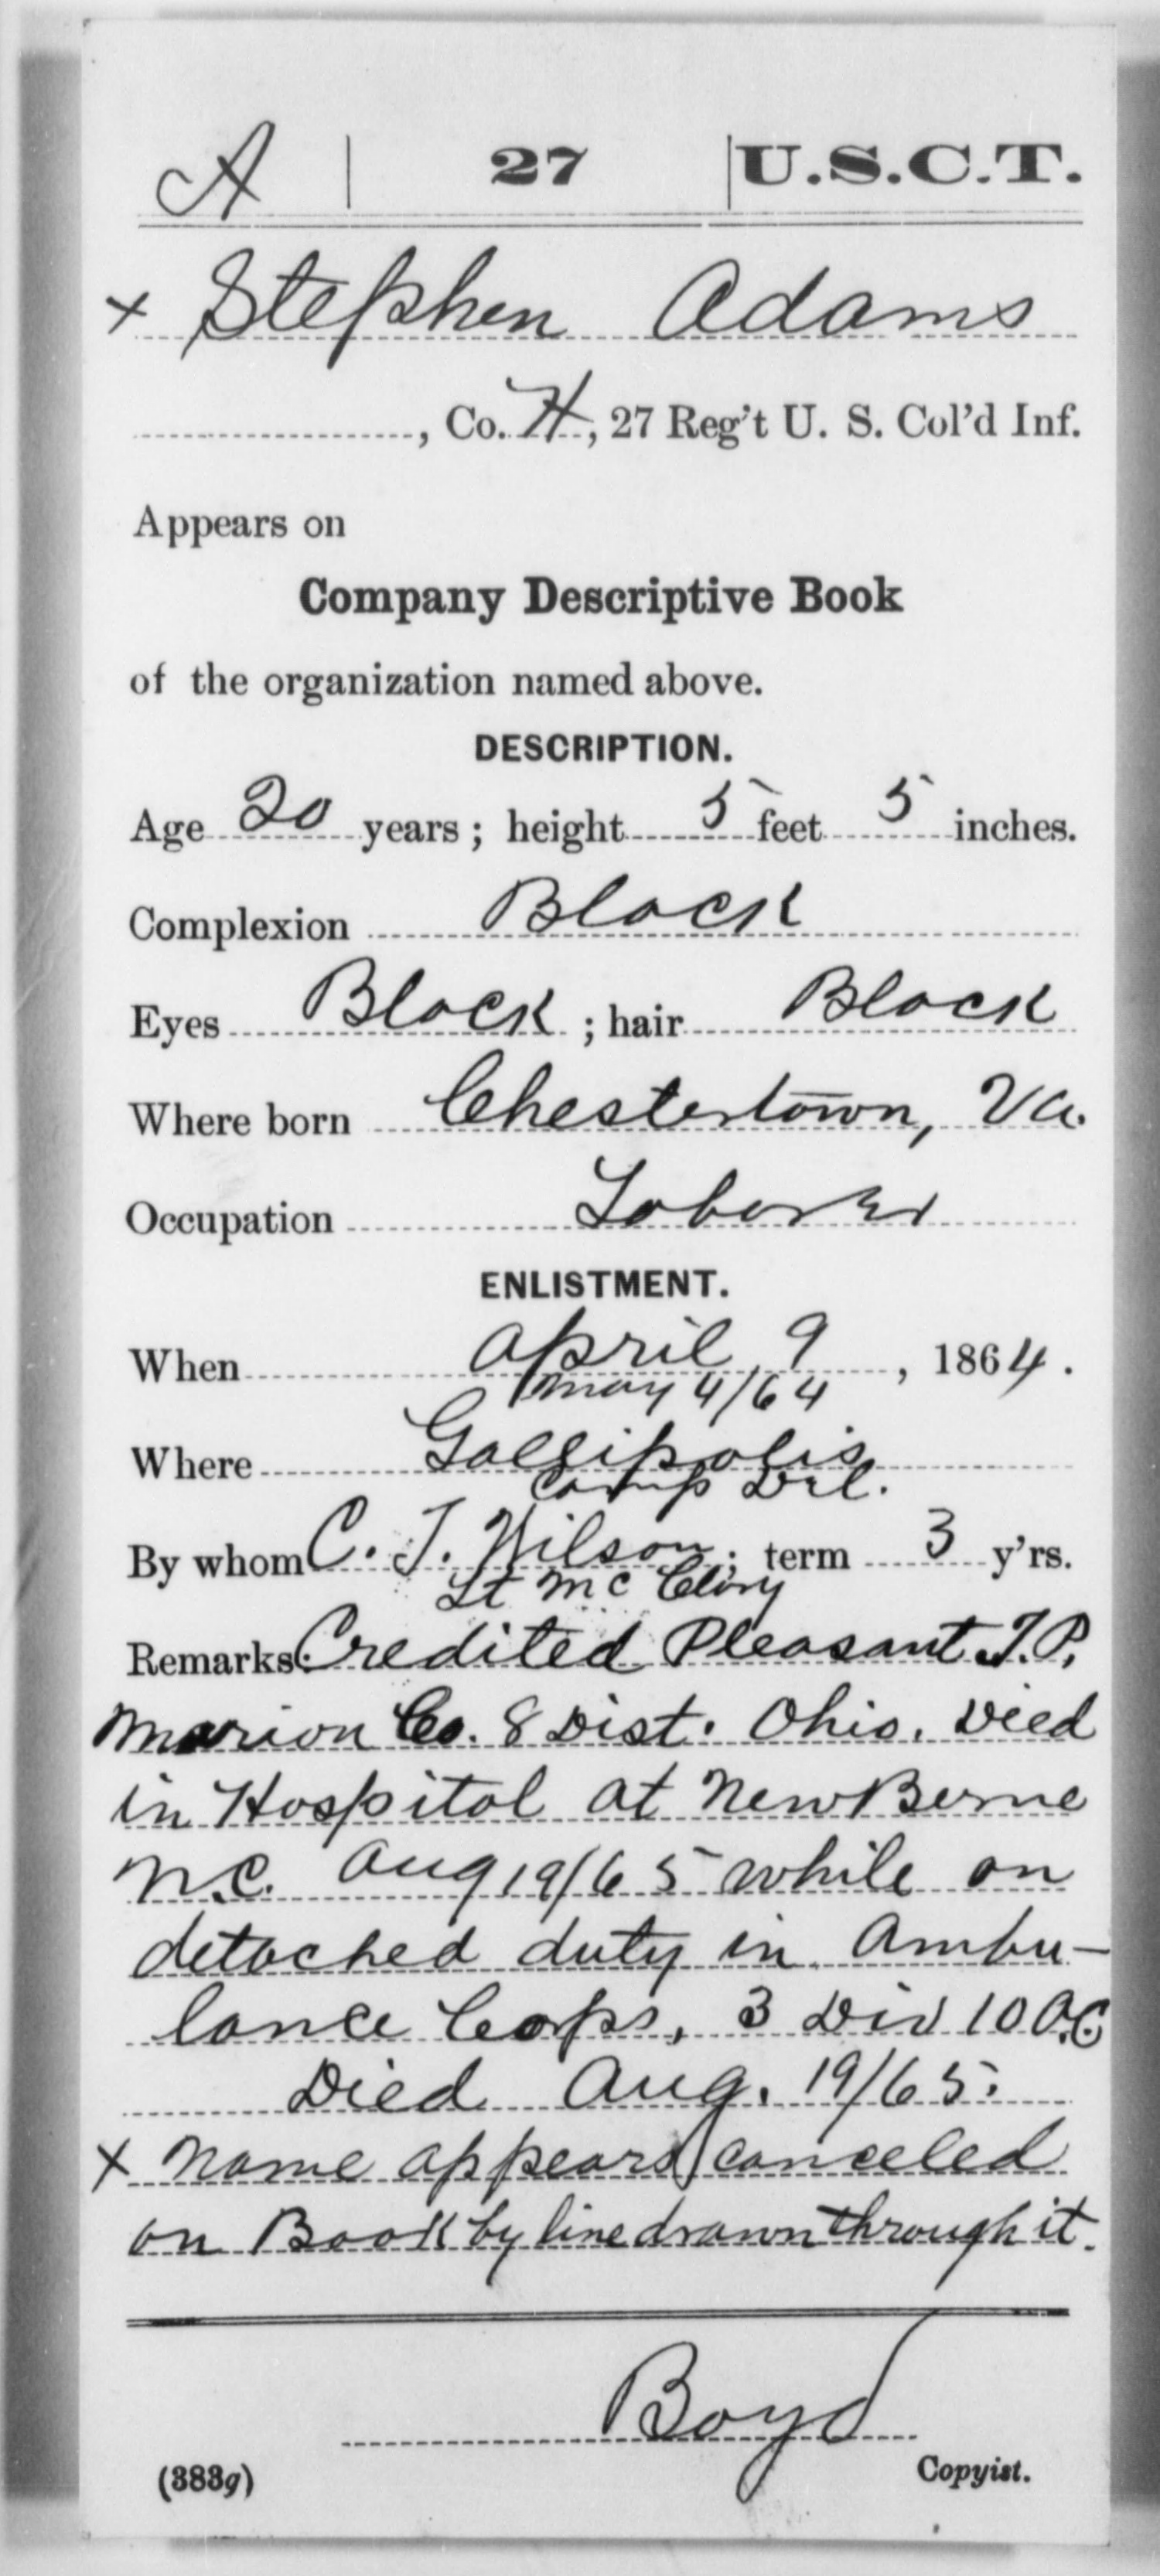 A | 27 | U.S.C.T.
x Stephen Adams
, Co. H, 27 Reg't U. S. Col'd Inf.
Appears on
Company Descriptive Book
of the organization named above.
DESCRIPTION.
Age 20 years; height 5 feet 5 inches.
Complexion Black
Eyes Black; hair Black
Where born Chestertown, Va.
Occupation Laborer
ENLISTMENT.
When April 9, 1864.
May 4/64
Where Gallipolis
Camp Del.
By whom C. T. Wilson; term 3 y'rs.
Lt McClory
Remarks: Credited Pleasant T.P.
Marion Co. 8 Dist. Ohio. Died
in Hospital at NewBerne
N.C. Aug 19/65 while on
detached duty in Ambu-
lance Corps, 3 Div 10 A.C
Died Aug. 19/65.
x Name appears canceled
on Book by line drawn through it.
Boyd
(383g) Copyist.